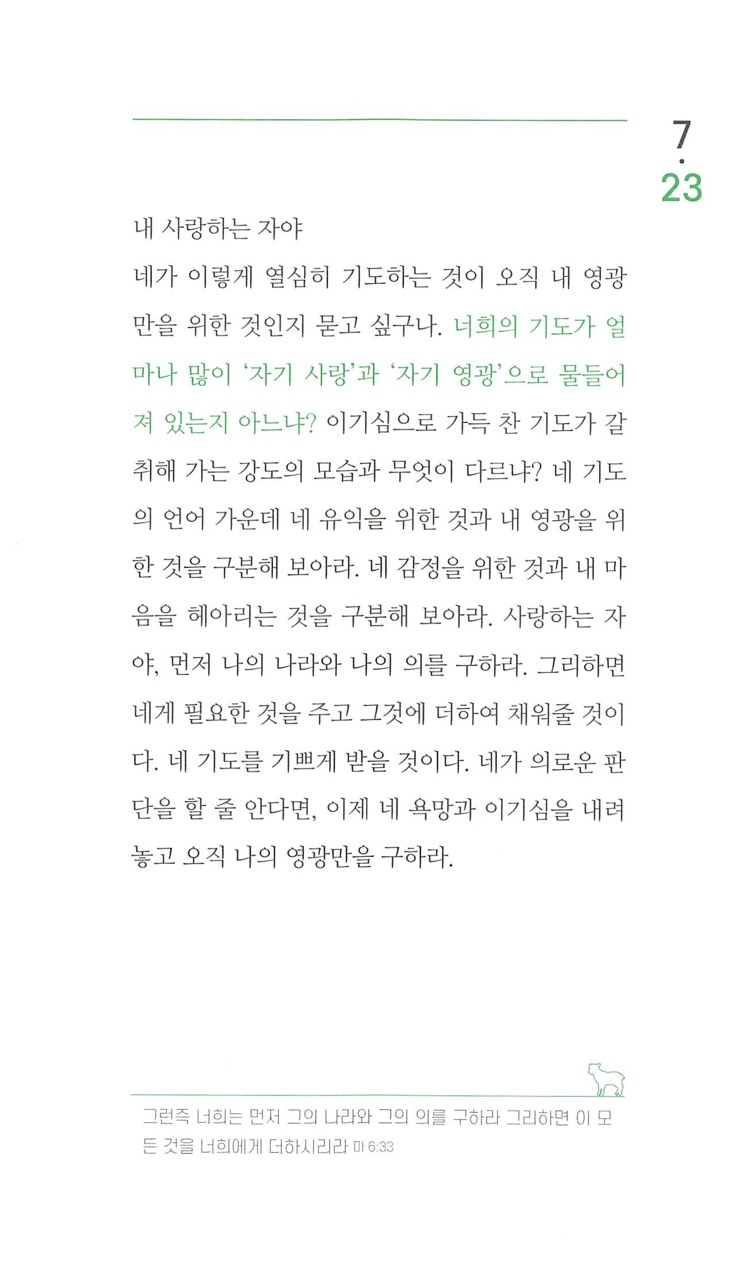 7
·
23
내 사랑하는 자야
네가 이렇게 열심히 기도하는 것이 오직 내 영광
만을 위한 것인지 묻고 싶구나. 너희의 기도가 얼
마나 많이 ‘자기 사랑’과 ‘자기 영광’으로 물들어
져 있는지 아느냐? 이기심으로 가득 찬 기도가 갈
취해 가는 강도의 모습과 무엇이 다르냐? 네 기도
의 언어 가운데 네 유익을 위한 것과 내 영광을 위
한 것을 구분해 보아라. 네 감정을 위한 것과 내 마
음을 헤아리는 것을 구분해 보아라. 사랑하는 자
야, 먼저 나의 나라와 나의 의를 구하라. 그리하면
네게 필요한 것을 주고 그것에 더하여 채워줄 것이
다. 네 기도를 기쁘게 받을 것이다. 네가 의로운 판
단을 할 줄 안다면, 이제 네 욕망과 이기심을 내려
놓고 오직 나의 영광만을 구하라.
그런즉 너희는 먼저 그의 나라와 그의 의를 구하라 그리하면 이 모
든 것을 너희에게 더하시리라 마 6:33